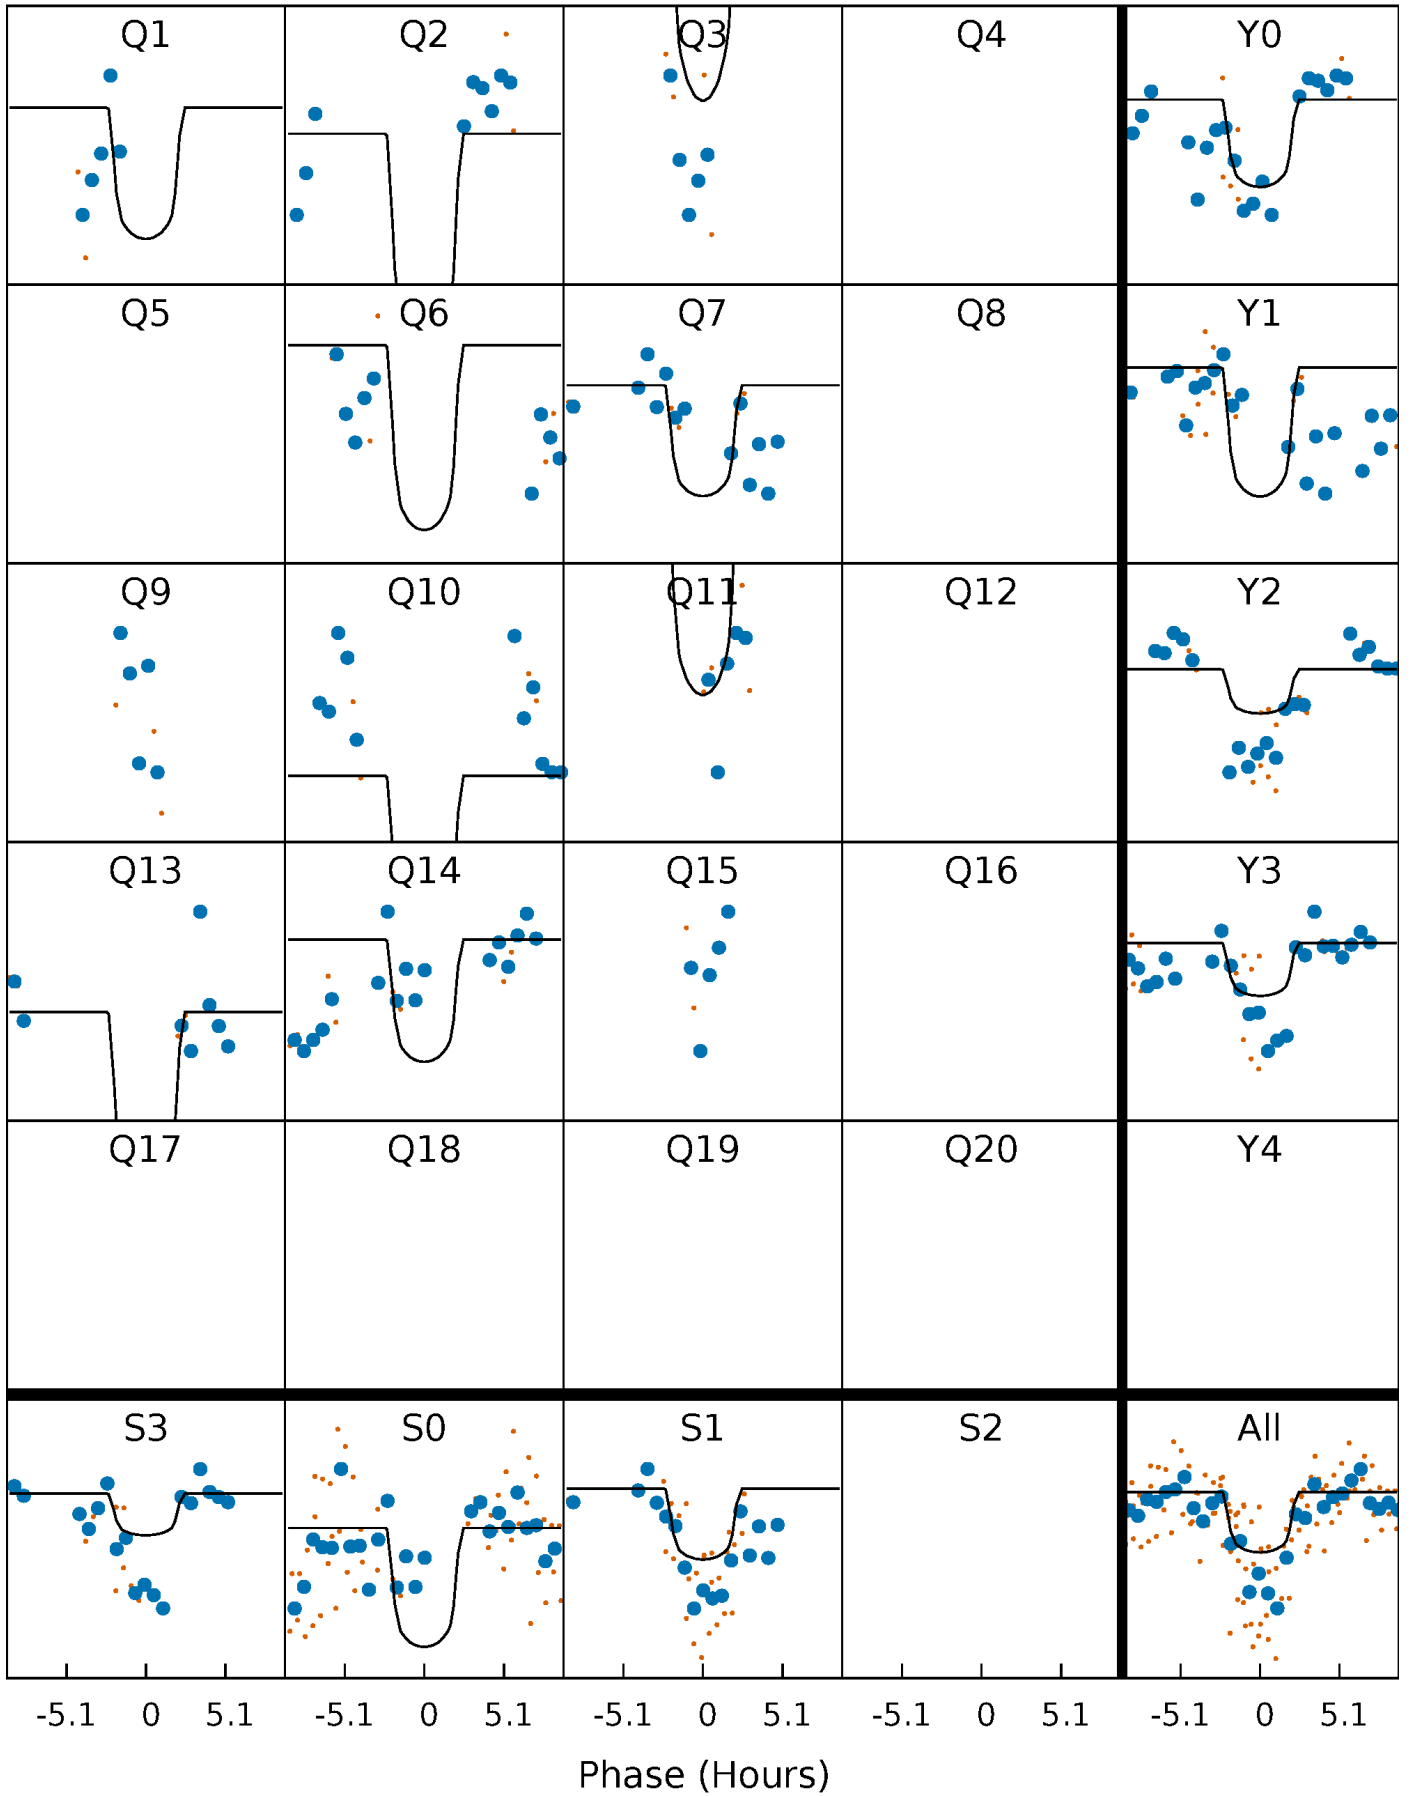 Q1 Q2 Q3 Q4 Y0
Q5 Q6 Q7 Q8 Y1
Q9 Q10 Q11 Q12 Y2
Q13 Q14 Q15 Q16 Y3
Q17 Q18 Q19 Q20 Y4
S3 S0 S1 S2 All
-5.1 0 5.1 -5.1 0 5.1 -5.1 0 5.1 -5.1 0 5.1 -5.1 0 5.1
Phase (Hours)